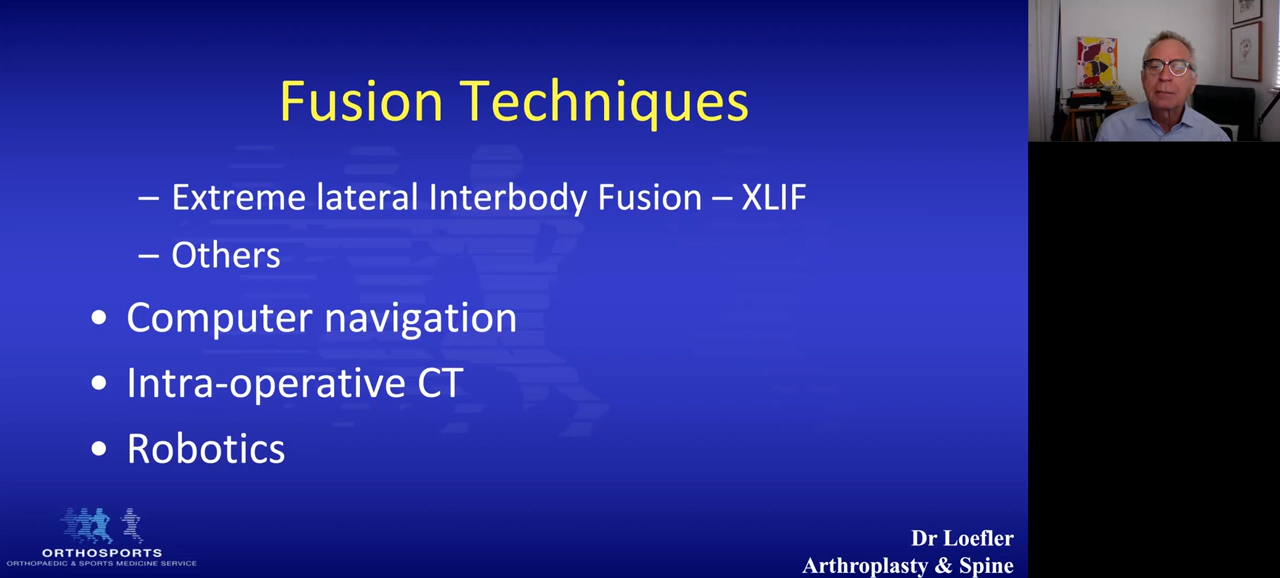 Fusion Techniques
– Extreme lateral Interbody Fusion – XLIF
– Others
• Computer navigation
• Intra-operative CT
• Robotics
ORTHOSPORTS
ORTHOPAEDIC & SPORTS MEDICINE SERVICE
Dr Loefler
Arthroplasty & Spine